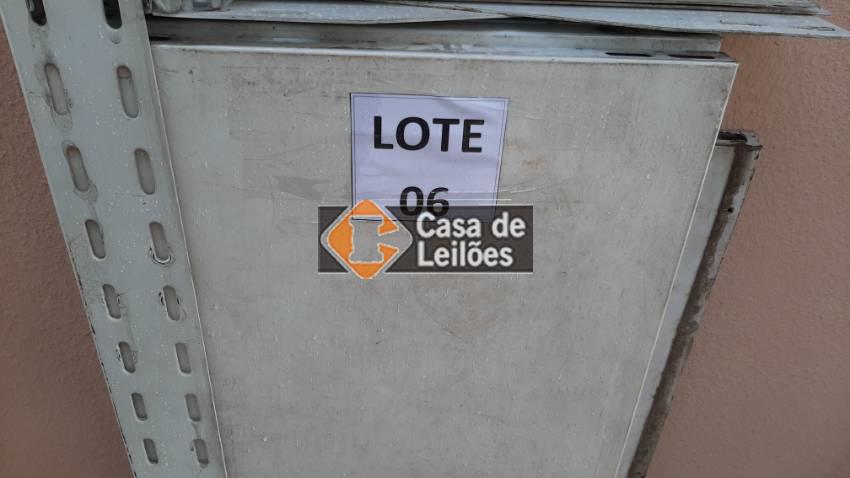 LOTE
06
Casa de
Leilões